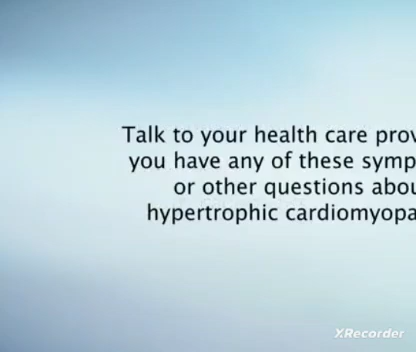 Talk to your health care prov
you have any of these symp
or other questions abou
hypertrophic cardiomyopa
XRecorder